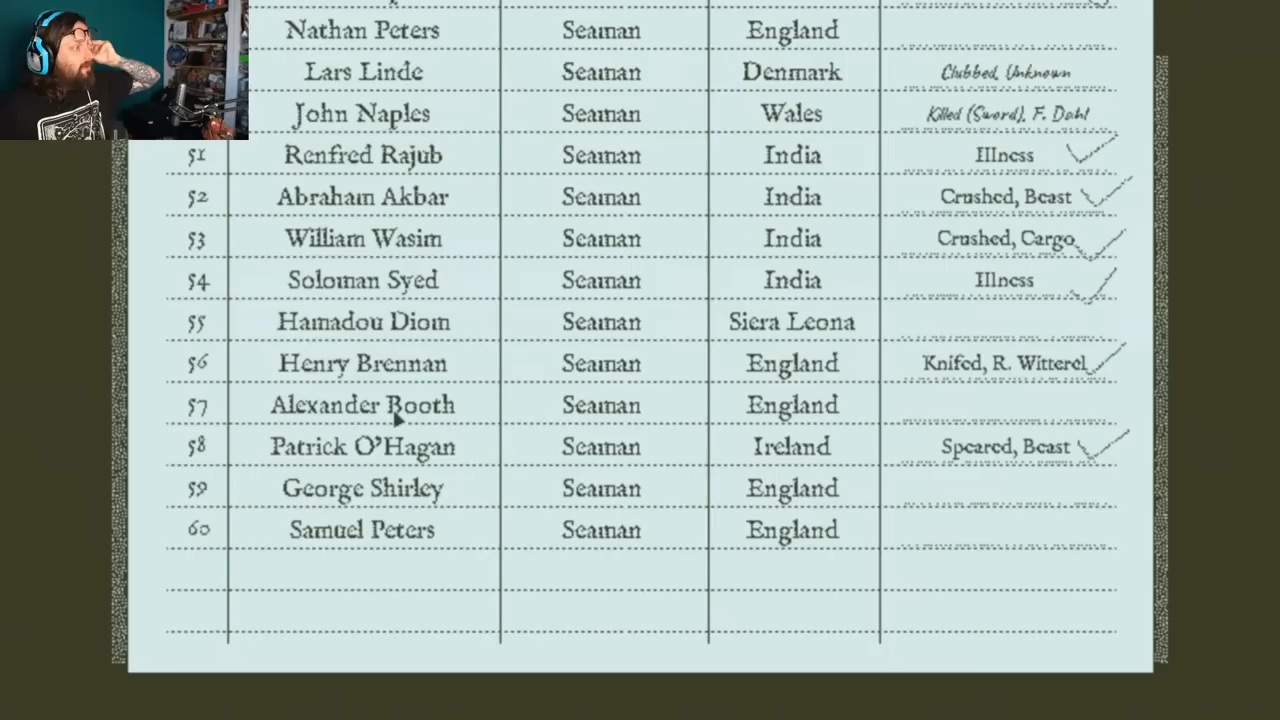 Nathan Peters Seaman England
Lars Linde Seaman Denmark Clubbed, Unknown
John Naples Seaman Wales Killed (Sword), F. Dahl
51 Renfred Rajub Seaman India Illness
52 Abraham Akbar Seaman India Crushed, Beast
53 William Wasim Seaman India Crushed, Cargo
54 Soloman Syed Seaman India Illness
55 Hamadou Diom Seaman Siera Leona
56 Henry Brennan Seaman England Knifed, R. Witterel
57 Alexander Booth Seaman England
58 Patrick O'Hagan Seaman Ireland Speared, Beast
59 George Shirley Seaman England
60 Samuel Peters Seaman England